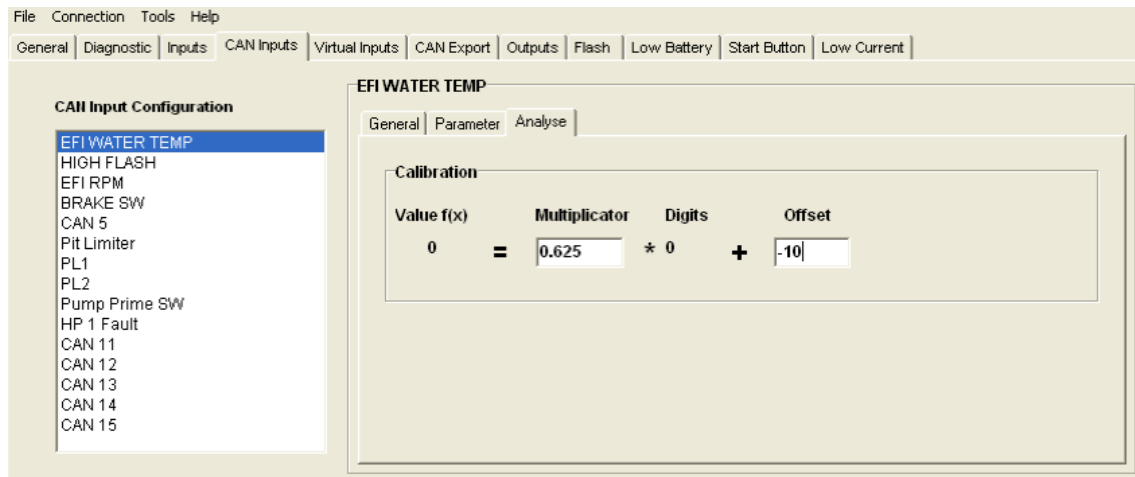 File Connection Tools Help
General Diagnostic Inputs CAN Inputs Virtual Inputs CAN Export Outputs Flash Low Battery Start Button Low Current
CAN Input Configuration
EFI WATER TEMP
HIGH FLASH
EFI RPM
BRAKE SW
CAN 5
Pit Limiter
PL1
PL2
Pump Prime SW
HP 1 Fault
CAN 11
CAN 12
CAN 13
CAN 14
CAN 15
EFI WATER TEMP
General Parameter Analyse
Calibration
Value f(x) Multiplicator Digits Offset
0 = 0.625 * 0 + -10